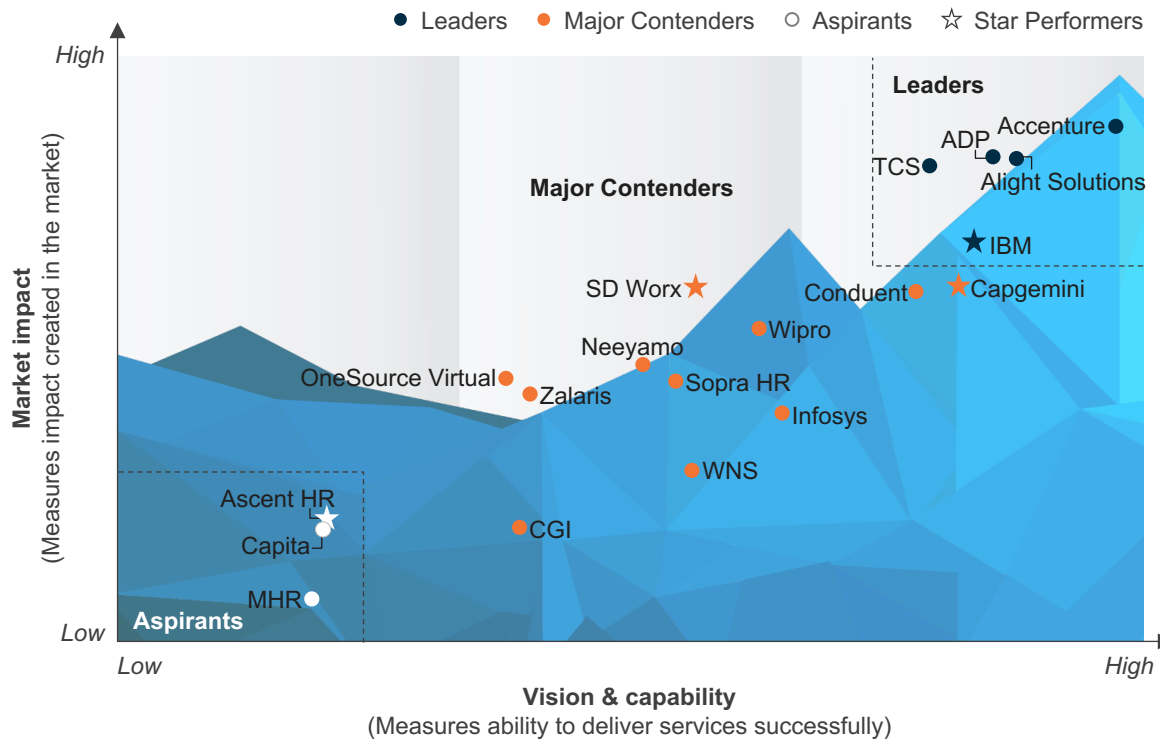 Leaders
Major Contenders
Aspirants
Star Performers
High
Leaders
Accenture
ADP
TCS
Alight Solutions
Major Contenders
IBM
SD Worx
Conduent
Capgemini
Wipro
Neeyamo
OneSource Virtual
Sopra HR
Zalaris
Infosys
WNS
Ascent HR
CGI
Capita
MHR
Aspirants
Market impact
(Measures impact created in the market)
Low
Low
High
Vision & capability
(Measures ability to deliver services successfully)